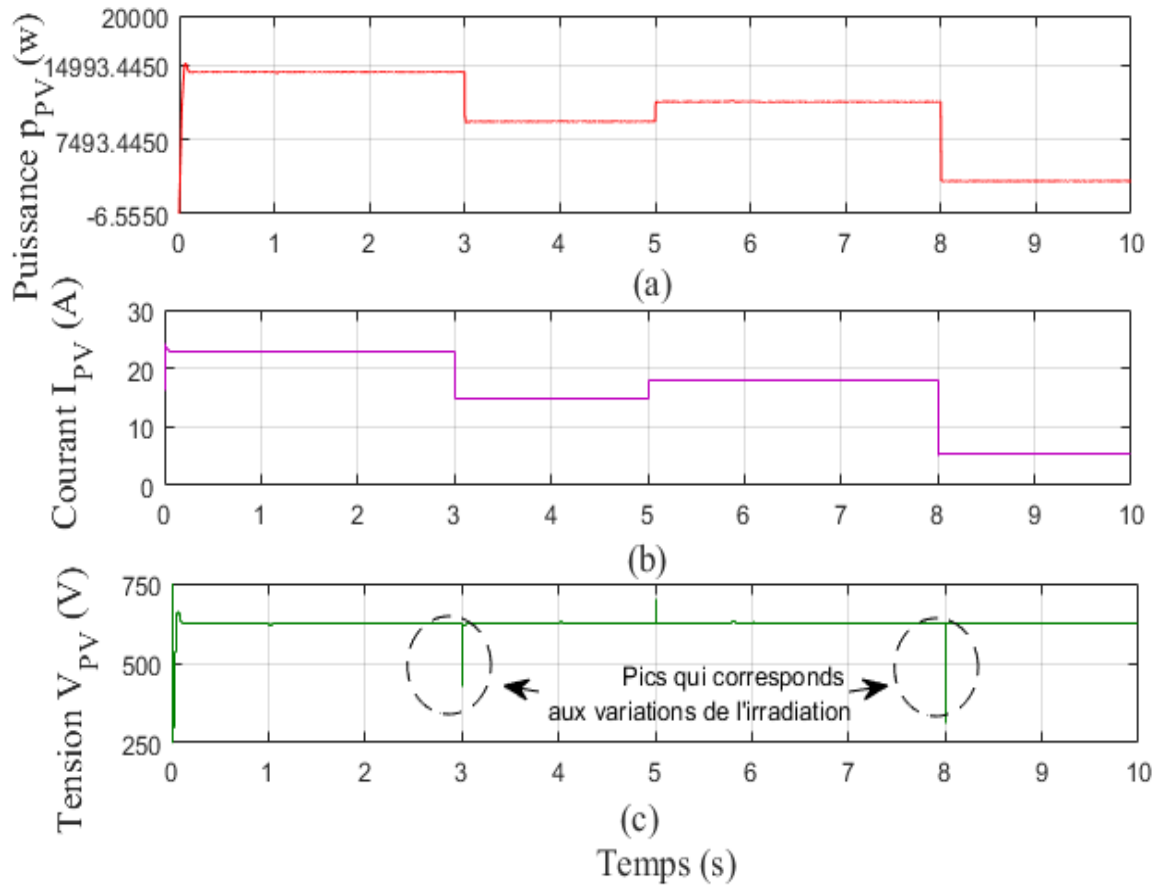 Puissance pPV (w)
20000
14993.4450
7493.4450
-6.5550
0 1 2 3 4 5 6 7 8 9 10
(a)
Courant IPV (A)
30
20
10
0
0 1 2 3 4 5 6 7 8 9 10
(b)
Tension VPV (V)
750
500
250
Pics qui corresponds
aux variations de l'irradiation
0 1 2 3 4 5 6 7 8 9 10
(c)
Temps (s)